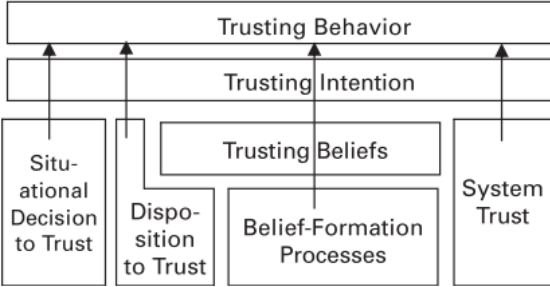 Trusting Behavior
Trusting Intention
Trusting Beliefs
Situ-
ational
Decision
to Trust
Dispo-
sition
to Trust
Belief-Formation
Processes
System
Trust